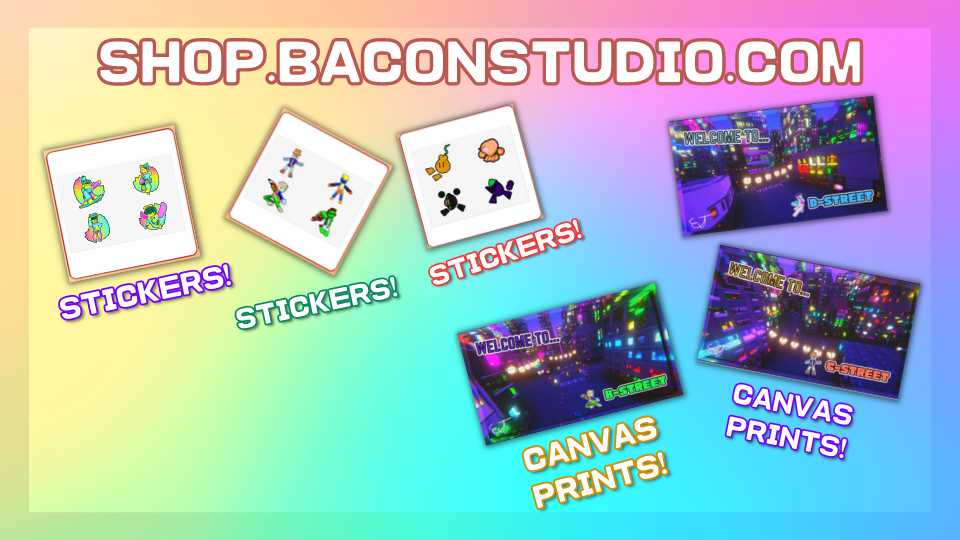 SHOP.BACONSTUDIO.COM
STICKERS!
STICKERS!
STICKERS!
WELCOME TO...
D-STREET
WELCOME TO...
C-STREET
WELCOME TO...
B-STREET
CANVAS
PRINTS!
CANVAS
PRINTS!